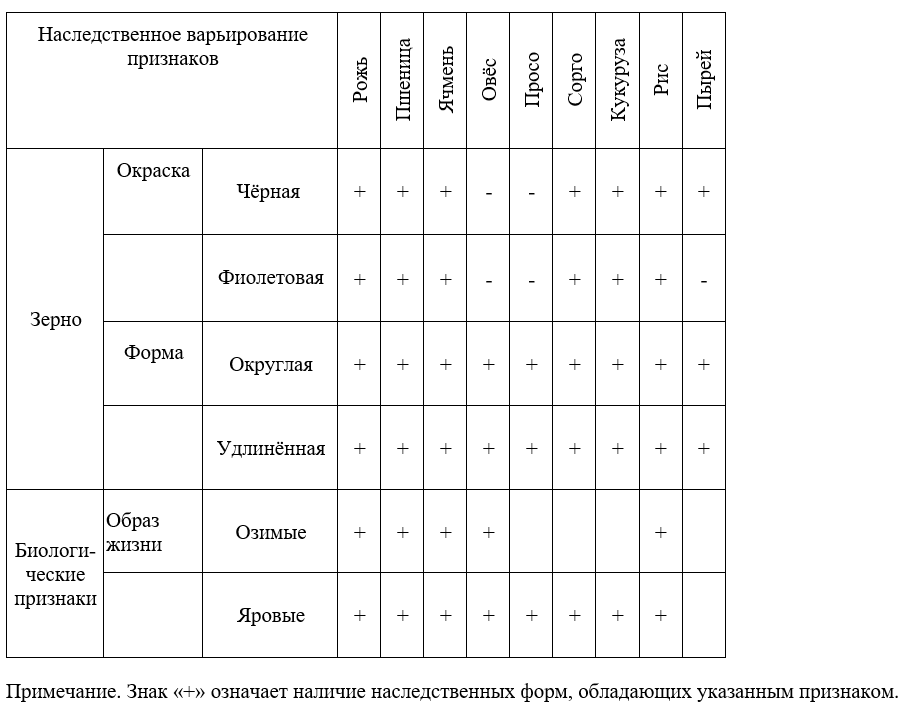 Наследственное варьирование
признаков
Рожь
Пшеница
Ячмень
Овёс
Просо
Сорго
Кукуруза
Рис
Пырей
Зерно
Окраска
Чёрная + + + - - + + + +
Фиолетовая + + + - - + + + -
Форма
Округлая + + + + + + + + +
Удлинённая + + + + + + + + +
Биологи-
ческие
признаки
Образ
жизни
Озимые + + + + +
Яровые + + + + + + + +
Примечание. Знак «+» означает наличие наследственных форм, обладающих указанным признаком.